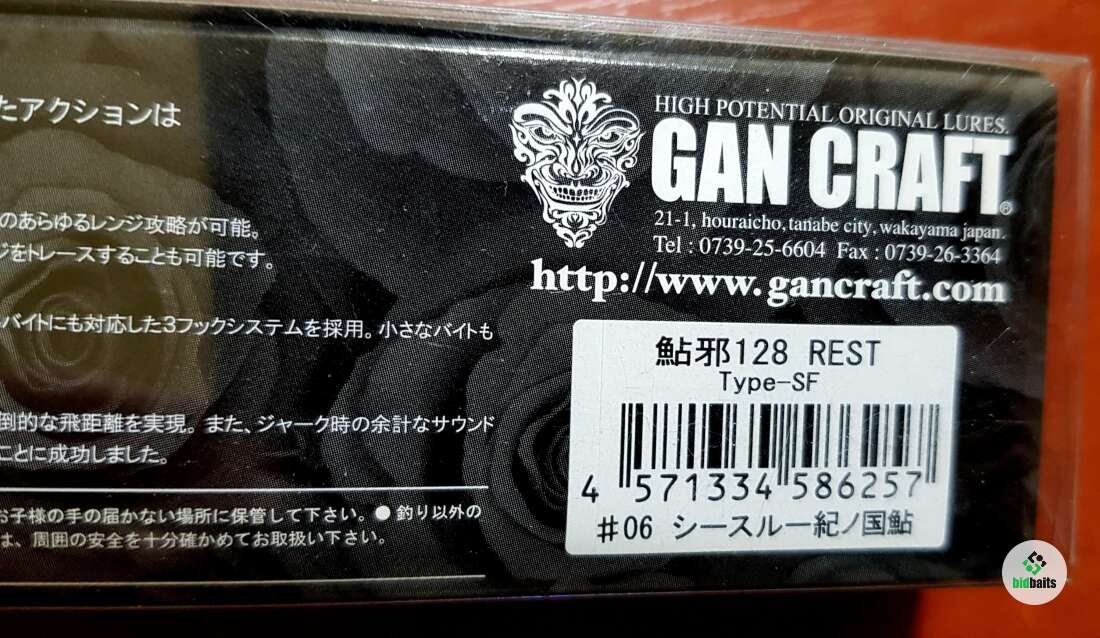 たアクションは
のあらゆるレンジ攻略が可能。
ジをトレースすることも可能です。
バイトにも対応した3フックシステムを採用。小さなバイトも
倒的な飛距離を実現。また、ジャーク時の余計なサウンド
ことに成功しました。
お子様の手の届かない場所に保管して下さい。●釣り以外の
は、周囲の安全を十分確かめてお取扱い下さい。
HIGH POTENTIAL ORIGINAL LURES.
GAN CRAFT®
21-1, houraicho, tanabe city, wakayama japan.
Tel : 0739-25-6604 Fax : 0739-26-3364
http://www.gancraft.com
鮎邪128 REST
Type-SF
4 571334 586257
#06 シースルー紀ノ国鮎
bidbaits